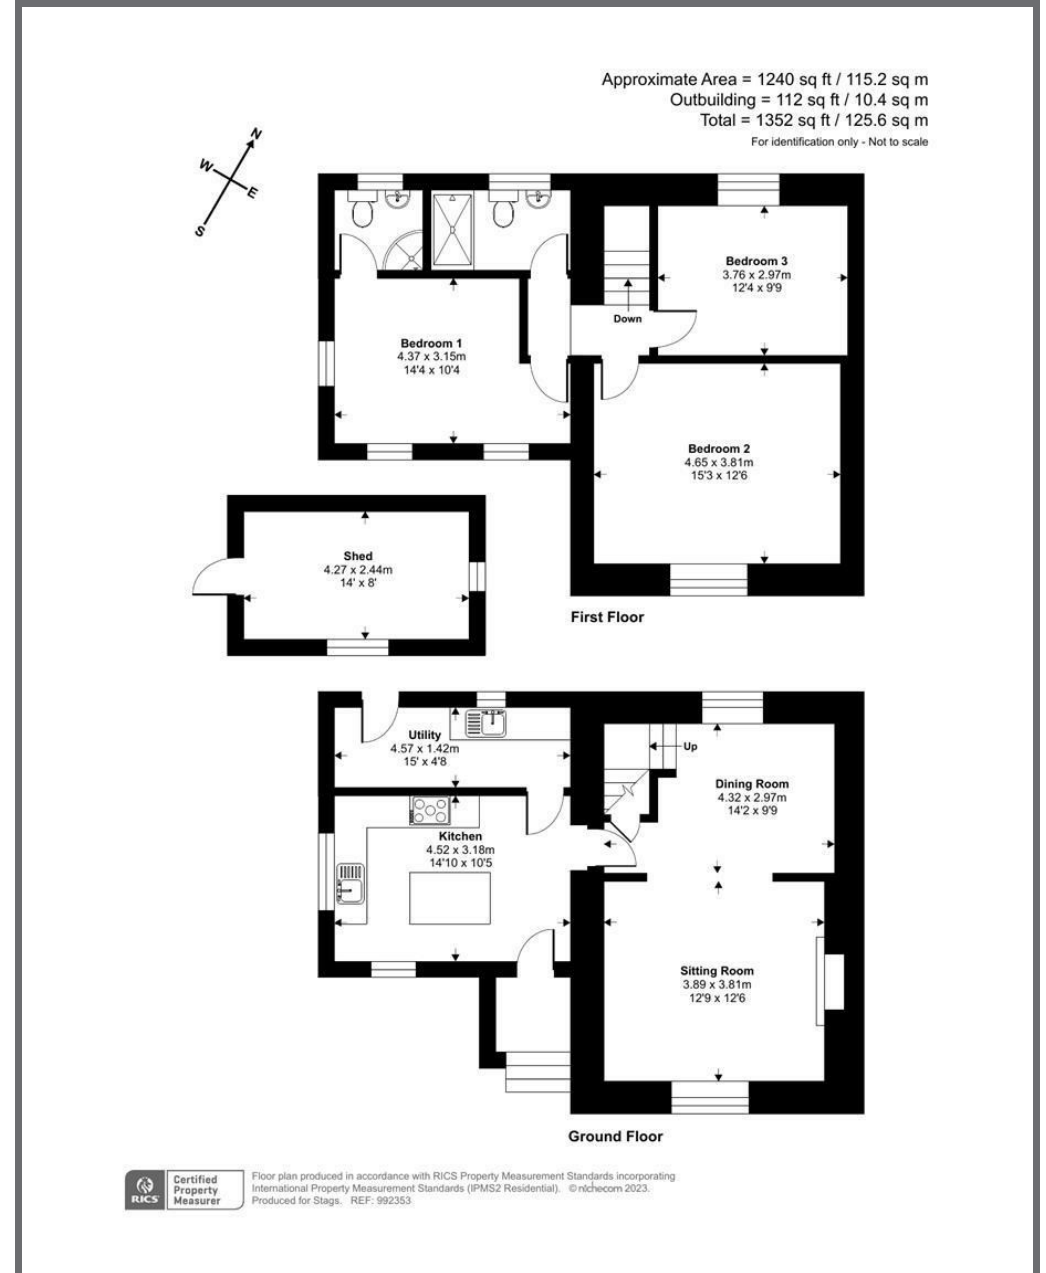 Approximate Area = 1240 sq ft / 115.2 sq m
Outbuilding = 112 sq ft / 10.4 sq m
Total = 1352 sq ft / 125.6 sq m
For identification only - Not to scale
N
W
E
S
Bedroom 3
3.76 x 2.97m
12'4 x 9'9
Down
Bedroom 1
4.37 x 3.15m
14'4 x 10'4
Bedroom 2
4.65 x 3.81m
15'3 x 12'6
Shed
4.27 x 2.44m
14' x 8'
First Floor
Utility
4.57 x 1.42m
15' x 4'8
Up
Dining Room
4.32 x 2.97m
14'2 x 9'9
Kitchen
4.52 x 3.18m
14'10 x 10'5
Sitting Room
3.89 x 3.81m
12'9 x 12'6
Ground Floor
RICS
Certified
Property
Measurer
Floor plan produced in accordance with RICS Property Measurement Standards incorporating
International Property Measurement Standards (IPMS2 Residential). © nichecom 2023.
Produced for Stags. REF: 992353